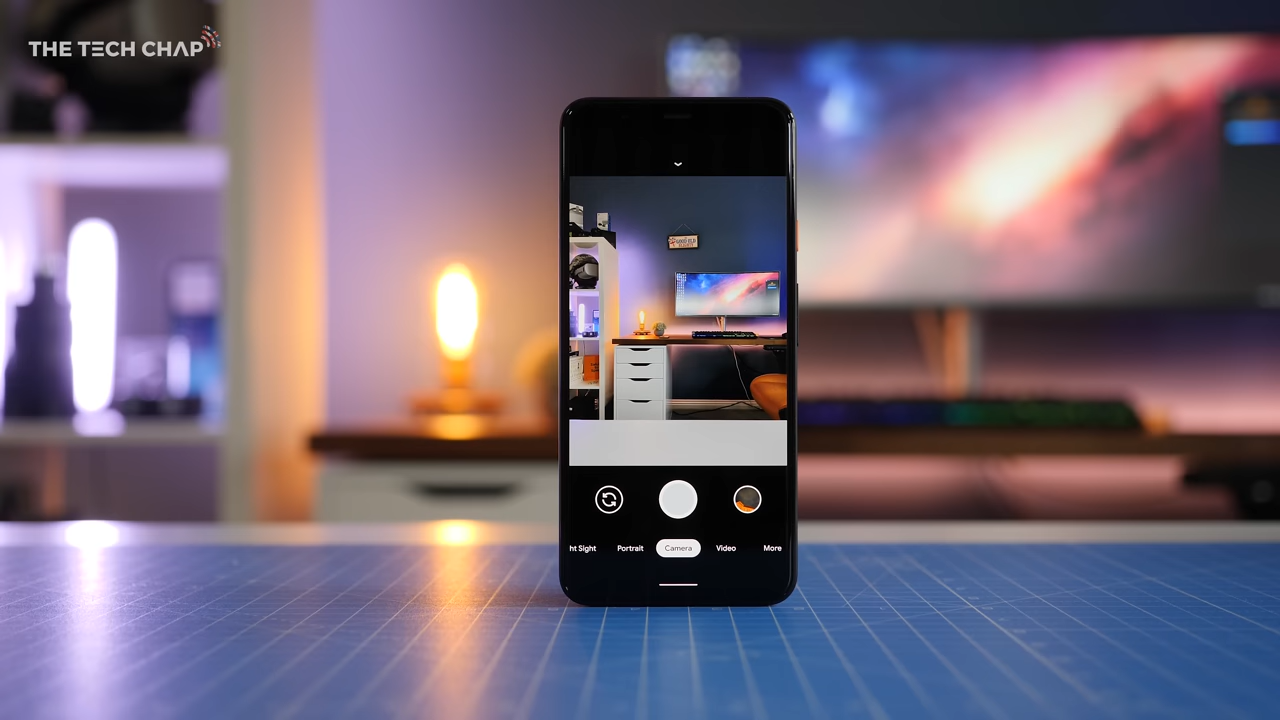 THE TECH CHAP
ht Sight
Portrait
Camera
Video
More